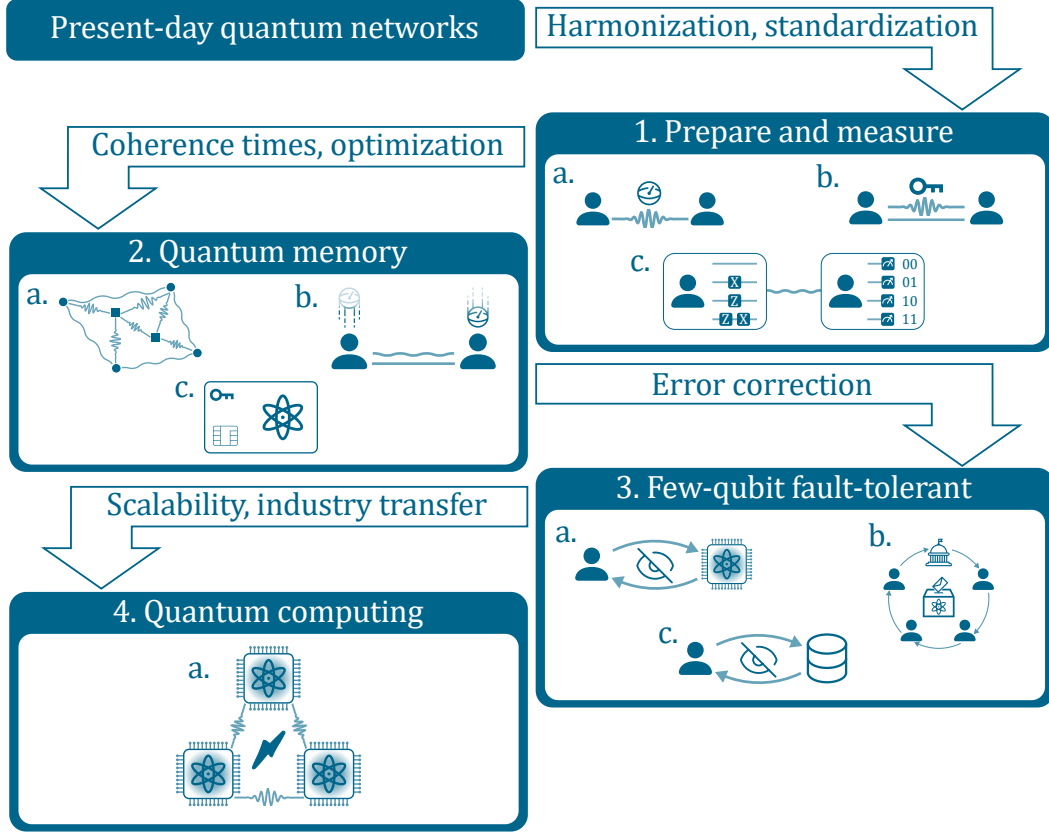 Present-day quantum networks
Harmonization, standardization
1. Prepare and measure
a.
b.
c.
X
Z
Z X
00
01
10
11
Coherence times, optimization
2. Quantum memory
a.
b.
c.
Error correction
3. Few-qubit fault-tolerant
a.
b.
c.
Scalability, industry transfer
4. Quantum computing
a.